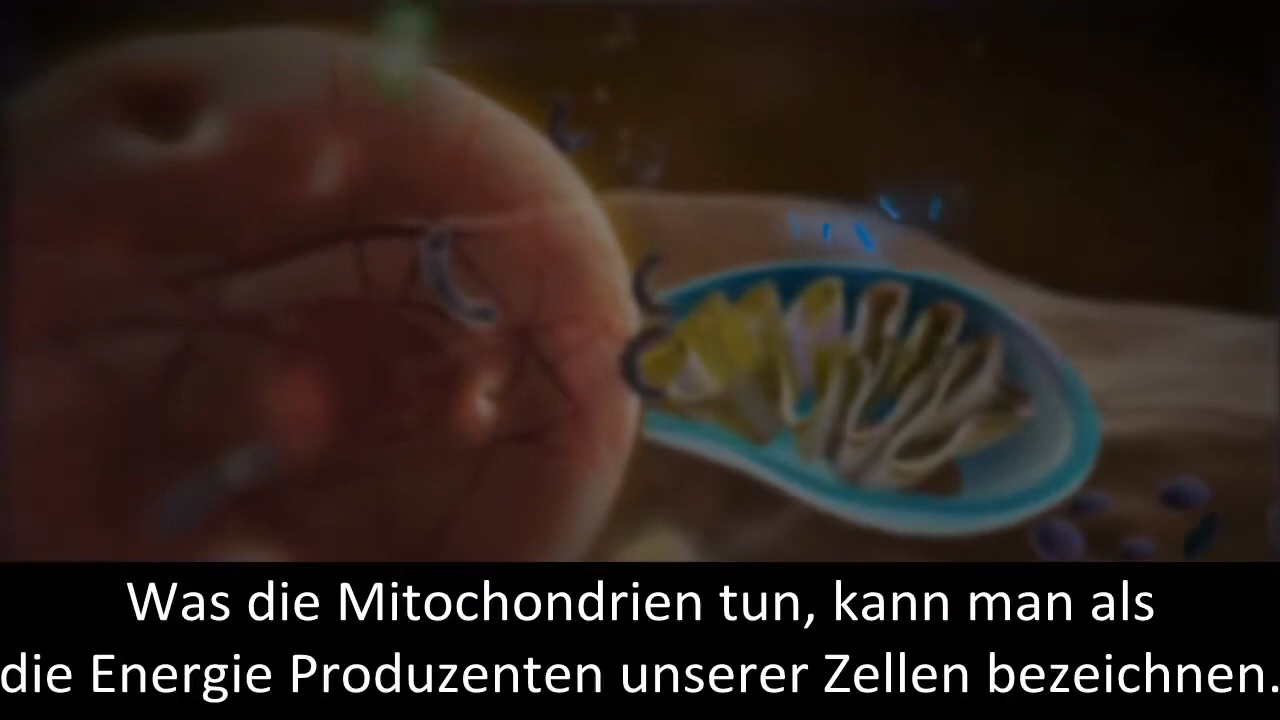 Was die Mitochondrien tun, kann man als
die Energie Produzenten unserer Zellen bezeichnen.